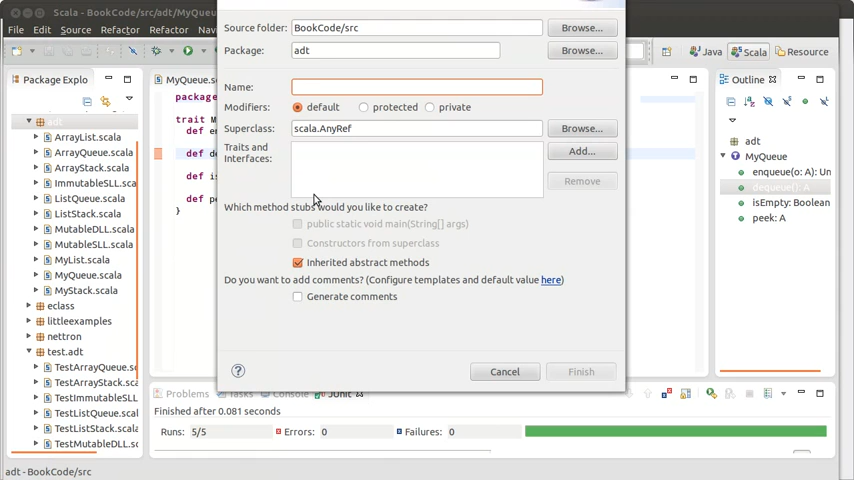 Scala - BookCode/src/adt/MyQueue
File Edit Source Refactor Navigate
Java
Scala
Resource
Package Explo
adt
ArrayList.scala
ArrayQueue.scala
ArrayStack.scala
ImmutableSLL.scala
ListQueue.scala
ListStack.scala
MutableDLL.scala
MutableSLL.scala
MyList.scala
MyQueue.scala
MyStack.scala
eclass
littleexamples
nettron
test.adt
TestArrayQueue.sc
TestArrayStack.sca
TestImmutableSLL
TestListQueue.scal
TestListStack.scala
TestMutableDLL.sc
MyQueue.s
packag
trait M
def en
def de
def is
def pe
}
Source folder:
BookCode/src
Browse...
Package:
adt
Browse...
Name:
Modifiers:
default
protected
private
Superclass:
scala.AnyRef
Browse...
Traits and
Interfaces:
Add...
Remove
Which method stubs would you like to create?
public static void main(String[] args)
Constructors from superclass
Inherited abstract methods
Do you want to add comments? (Configure templates and default value here)
Generate comments
?
Cancel
Finish
Outline
adt
MyQueue
enqueue(o: A): Un
dequeue(): A
isEmpty: Boolean
peek: A
Problems
Tasks
Console
JUnit
Finished after 0.081 seconds
Runs: 5/5
Errors: 0
Failures: 0
adt - BookCode/src